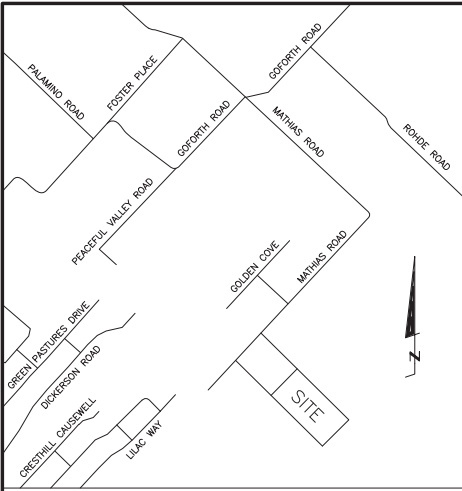 GOFORTH ROAD
PALAMINO ROAD
FOSTER PLACE
GOFORTH ROAD
MATHIAS ROAD
ROHDE ROAD
PEACEFUL VALLEY ROAD
GOLDEN COVE
MATHIAS ROAD
GREEN PASTURES DRIVE
DICKERSON ROAD
N
SITE
CRESTHILL CAUSEWELL
LILAC WAY